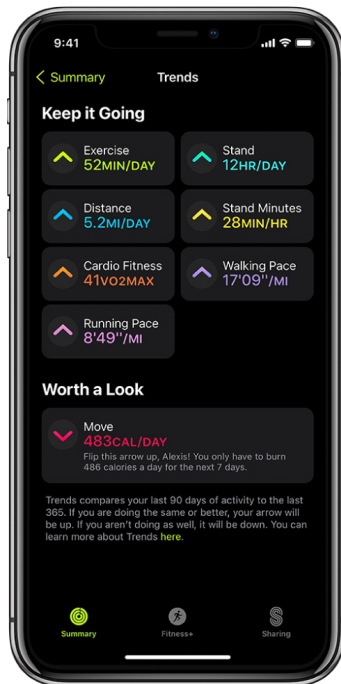 9:41
Summary Trends
Keep it Going
Exercise
52MIN/DAY
Stand
12HR/DAY
Distance
5.2MI/DAY
Stand Minutes
28MIN/HR
Cardio Fitness
41VO2MAX
Walking Pace
17'09"/MI
Running Pace
8'49"/MI
Worth a Look
Move
483CAL/DAY
Flip this arrow up, Alexis! You only have to burn
486 calories a day for the next 7 days.
Trends compares your last 90 days of activity to the last
365. If you are doing the same or better, your arrow will
be up. If you aren't doing as well, it will be down. You can
learn more about Trends here.
Summary Fitness+ Sharing